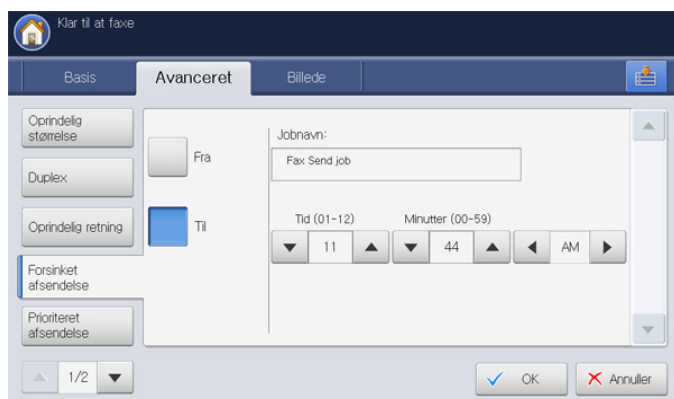 Klar til at faxe
Basis
Avanceret
Billede
Oprindelig
størrelse
Duplex
Oprindelig retning
Forsinket
afsendelse
Prioriteret
afsendelse
1/2
Fra
Til
Jobnavn:
Fax Send job
Tid (01-12) Minutter (00-59)
11 44 AM
OK Annuller